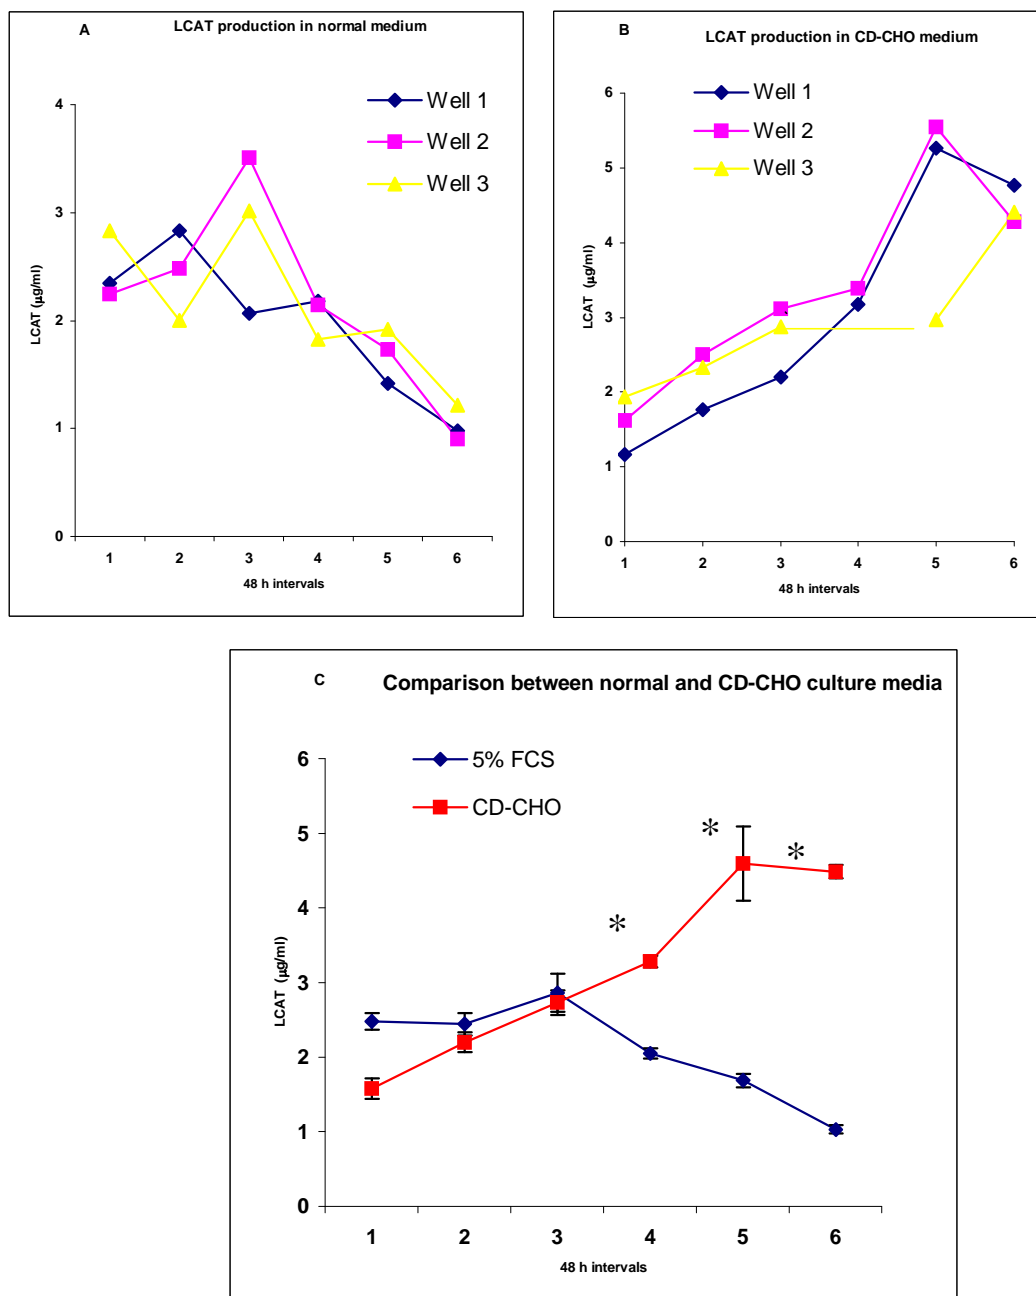 A
LCAT production in normal medium
Well 1
Well 2
Well 3
4
3
2
1
0
LCAT (µg/ml)
1 2 3 4 5 6
48 h intervals
B
LCAT production in CD-CHO medium
Well 1
Well 2
Well 3
6
5
4
3
2
1
0
LCAT (µg/ml)
1 2 3 4 5 6
48 h intervals
C
Comparison between normal and CD-CHO culture media
5% FCS
CD-CHO
6
5
4
3
2
1
0
LCAT (µg/ml)
*
*
*
1 2 3 4 5 6
48 h intervals